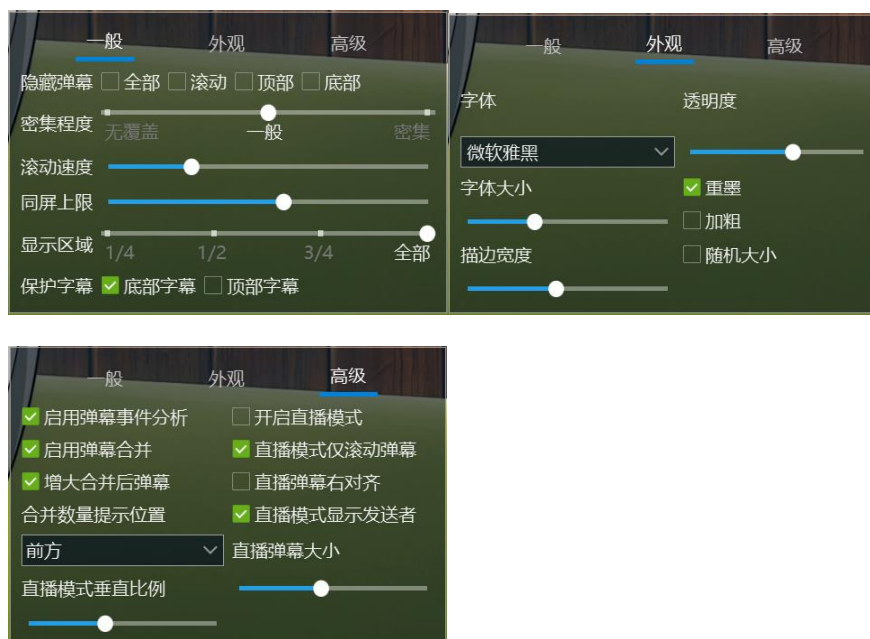 一般 外观 高级
隐藏弹幕 全部 滚动 顶部 底部
密集程度 无覆盖 一般 密集
滚动速度
同屏上限
显示区域 1/4 1/2 3/4 全部
保护字幕 底部字幕 顶部字幕
一般 外观 高级
字体 透明度
微软雅黑
字体大小 重墨
加粗
描边宽度 随机大小
一般 外观 高级
启用弹幕事件分析 开启直播模式
启用弹幕合并 直播模式仅滚动弹幕
增大合并后弹幕 直播弹幕右对齐
合并数量提示位置 直播模式显示发送者
前方 直播弹幕大小
直播模式垂直比例